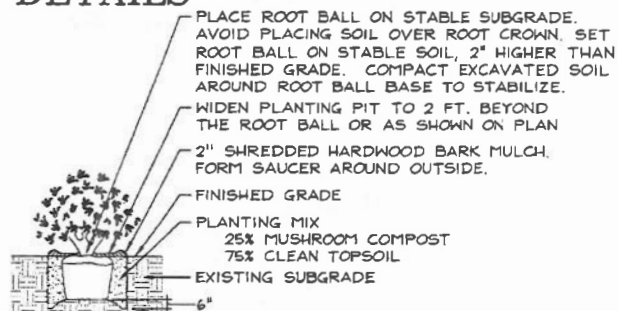 DETAILS
PLACE ROOT BALL ON STABLE SUBGRADE.
AVOID PLACING SOIL OVER ROOT CROWN. SET
ROOT BALL ON STABLE SOIL, 2" HIGHER THAN
FINISHED GRADE. COMPACT EXCAVATED SOIL
AROUND ROOT BALL BASE TO STABILIZE.
WIDEN PLANTING PIT TO 2 FT. BEYOND
THE ROOT BALL OR AS SHOWN ON PLAN
2" SHREDDED HARDWOOD BARK MULCH.
FORM SAUCER AROUND OUTSIDE.
FINISHED GRADE
PLANTING MIX
25% MUSHROOM COMPOST
75% CLEAN TOPSOIL
EXISTING SUBGRADE
6"